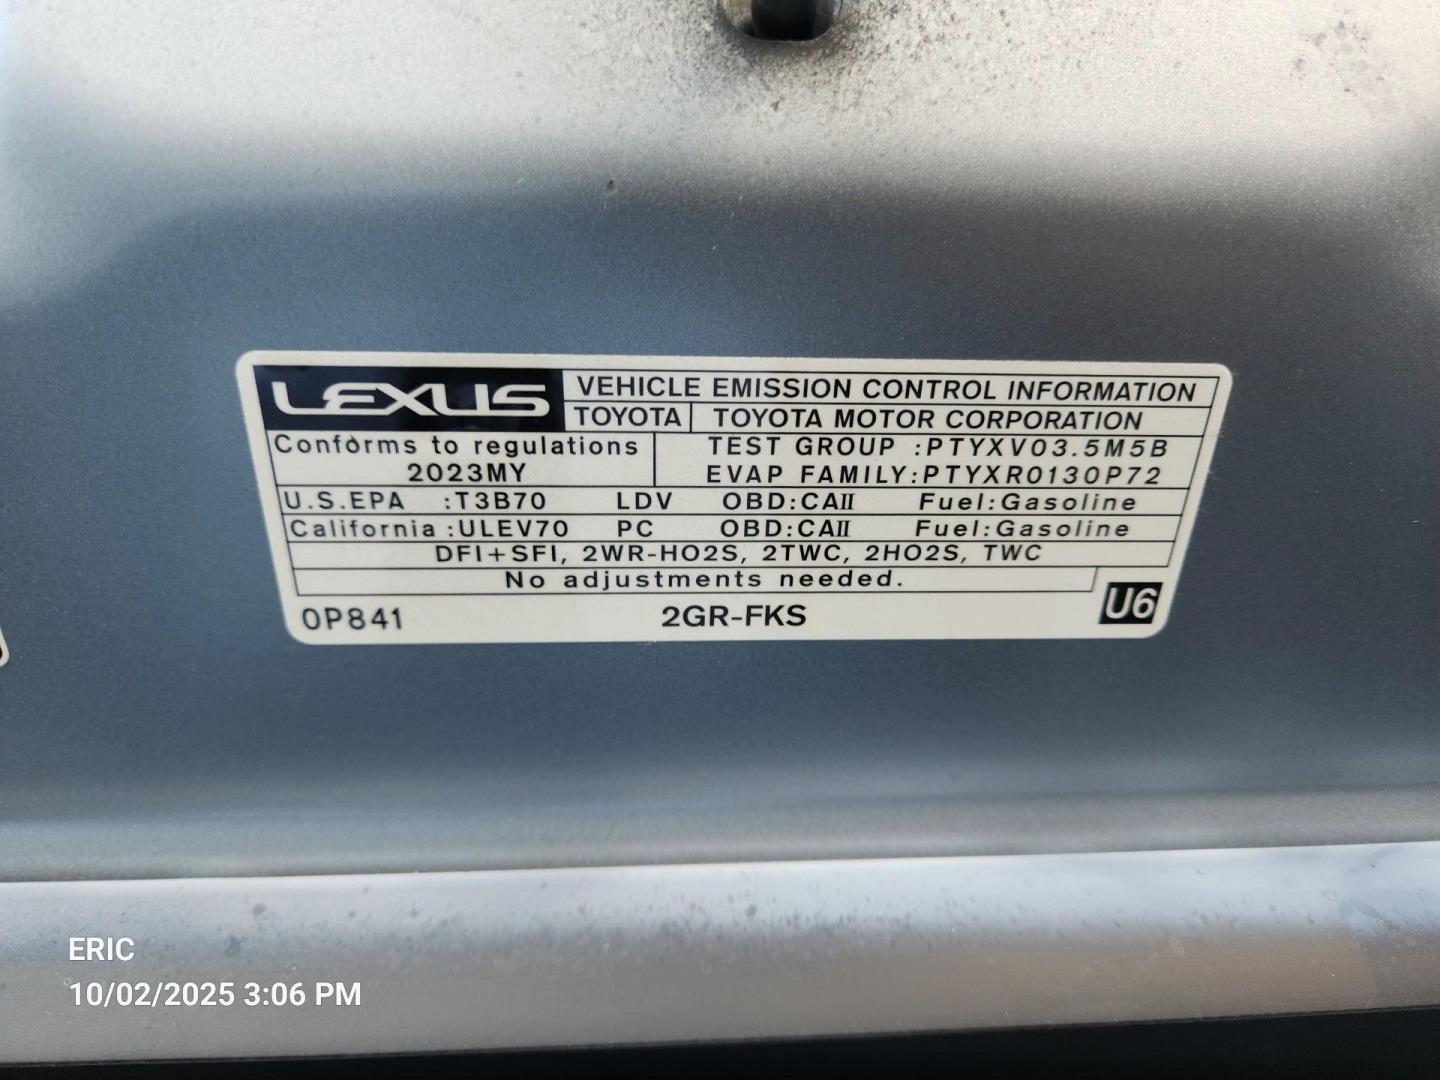 LEXUS VEHICLE EMISSION CONTROL INFORMATION
TOYOTA TOYOTA MOTOR CORPORATION
Conforms to regulations TEST GROUP :PTYXV03.5M5B
2023MY EVAP FAMILY:PTYXR0130P72
U.S.EPA :T3B70 LDV OBD:CAII Fuel:Gasoline
California :ULEV70 PC OBD:CAII Fuel:Gasoline
DFI+SFI, 2WR-HO2S, 2TWC, 2HO2S, TWC
No adjustments needed.
0P841 2GR-FKS U6
ERIC
10/02/2025 3:06 PM